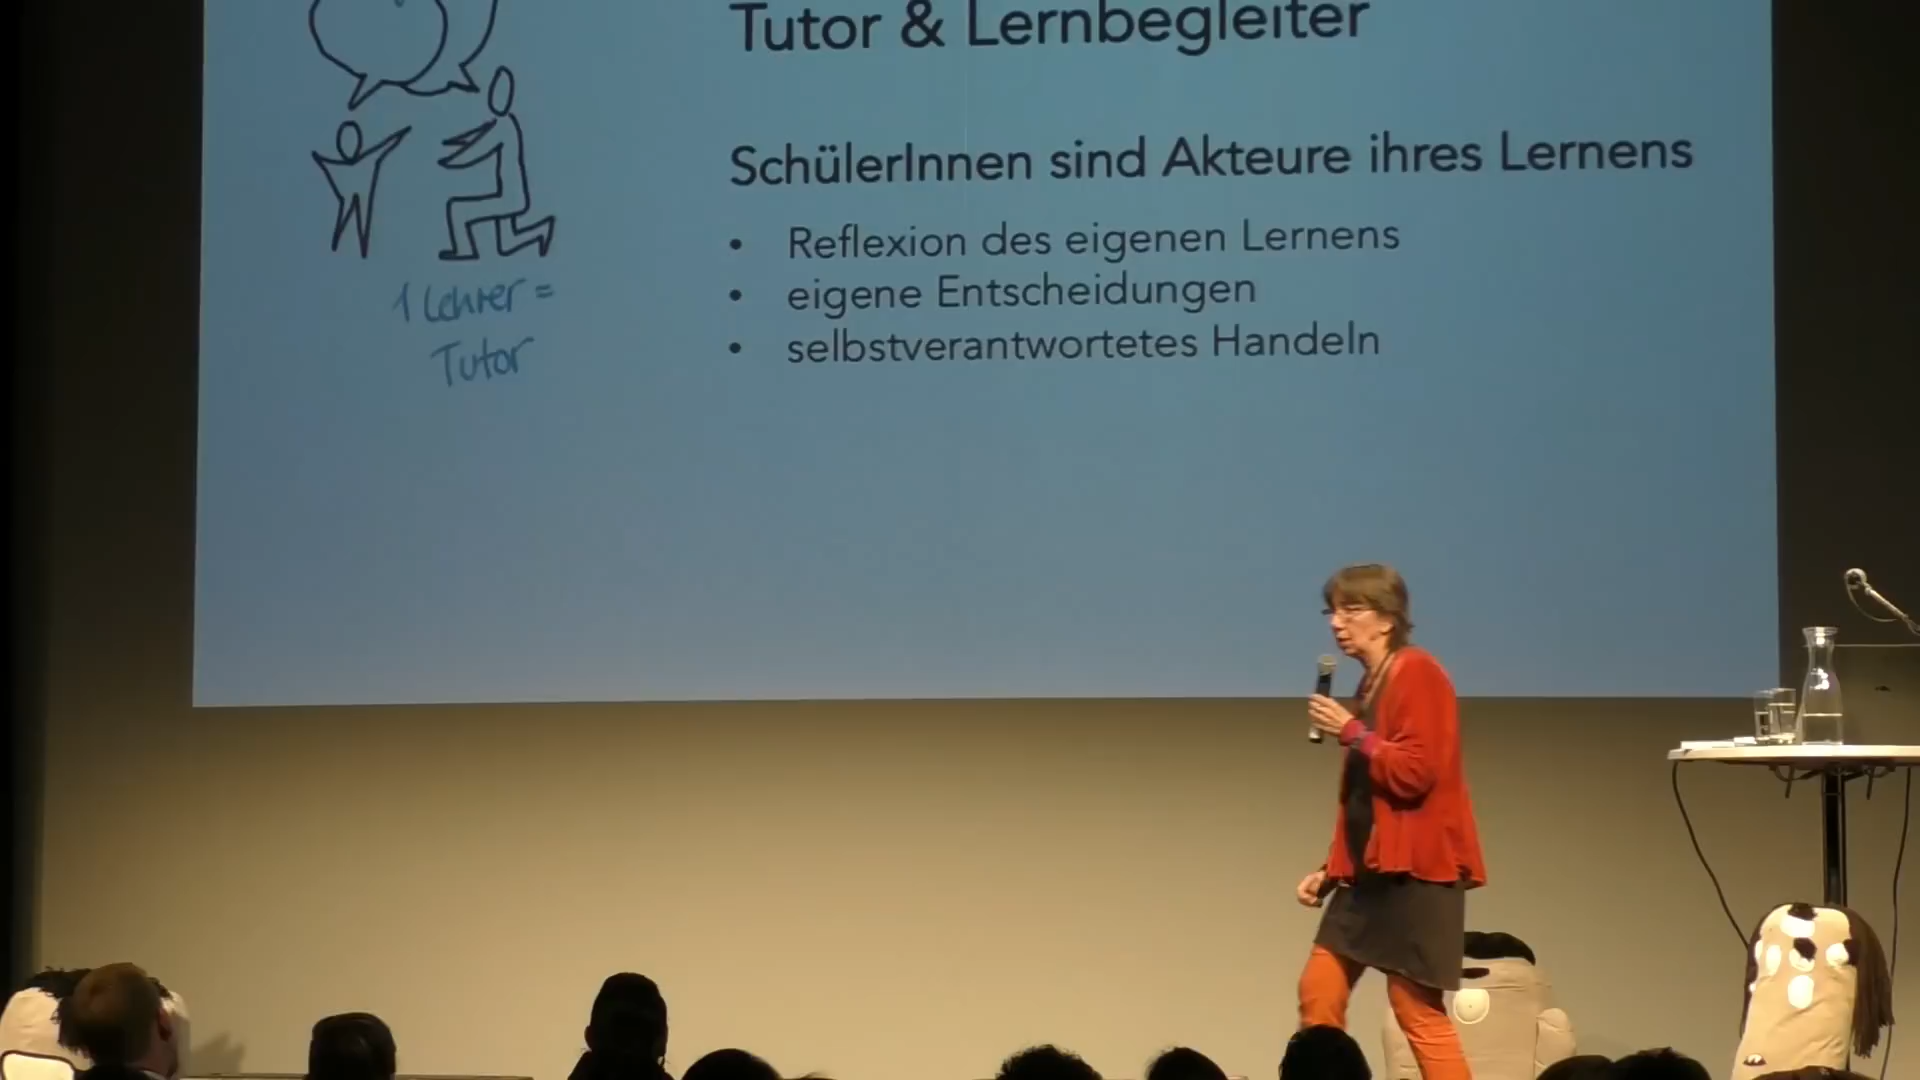 Tutor & Lernbegleiter
SchülerInnen sind Akteure ihres Lernens
• Reflexion des eigenen Lernens
• eigene Entscheidungen
• selbstverantwortetes Handeln
1 Lehrer =
Tutor